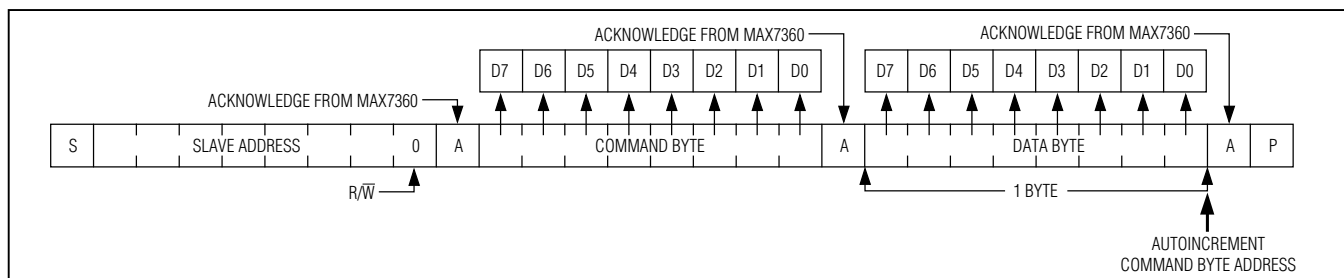 ACKNOWLEDGE FROM MAX7360
ACKNOWLEDGE FROM MAX7360
D7 D6 D5 D4 D3 D2 D1 D0
D7 D6 D5 D4 D3 D2 D1 D0
ACKNOWLEDGE FROM MAX7360
S SLAVE ADDRESS 0 A COMMAND BYTE A DATA BYTE A P
R/W̅
1 BYTE
AUTOINCREMENT
COMMAND BYTE ADDRESS